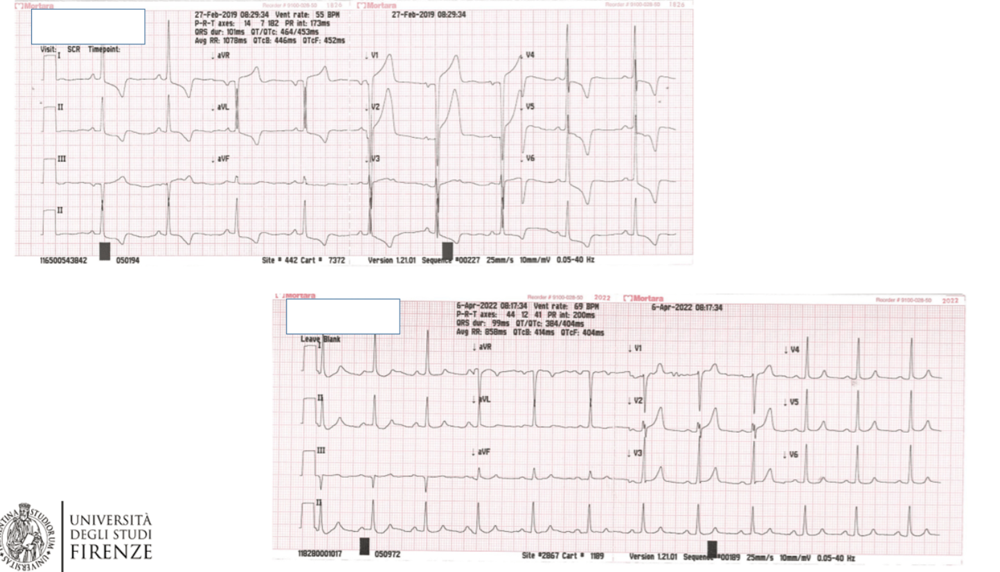 Mortara Reorder # 9100-028-50 1826 Mortara Reorder # 9100-028-50 1826
27-Feb-2019 08:29:34 Vent rate: 55 BPM 27-Feb-2019 08:29:34
P-R-T axes: 14 7 182 PR int: 173ms
QRS dur: 101ms QT/QTc: 464/453ms
Avg RR: 1078ms QTcB: 446ms QTcF: 452ms
Visit: SCR Timepoint:
I aVR V1 V4
II aVL V2 V5
III aVF V3 V6
II
116500543842 050194 Site # 442 Cart # 7372 Version 1.21.01 Sequence #00227 25mm/s 10mm/mV 0.05-40 Hz
Mortara Reorder # 9100-028-50 2022 Mortara Reorder # 9100-028-50 2022
6-Apr-2022 08:17:34 Vent rate: 69 BPM 6-Apr-2022 08:17:34
P-R-T axes: 44 12 41 PR int: 200ms
QRS dur: 99ms QT/QTc: 384/404ms
Avg RR: 858ms QTcB: 414ms QTcF: 404ms
Leave Blank
I aVR V1 V4
II aVL V2 V5
III aVF V3 V6
II
118280001017 050972 Site #2867 Cart # 1189 Version 1.21.01 Sequence #00189 25mm/s 10mm/mV 0.05-40 Hz
UNIVERSITÀ
DEGLI STUDI
FIRENZE